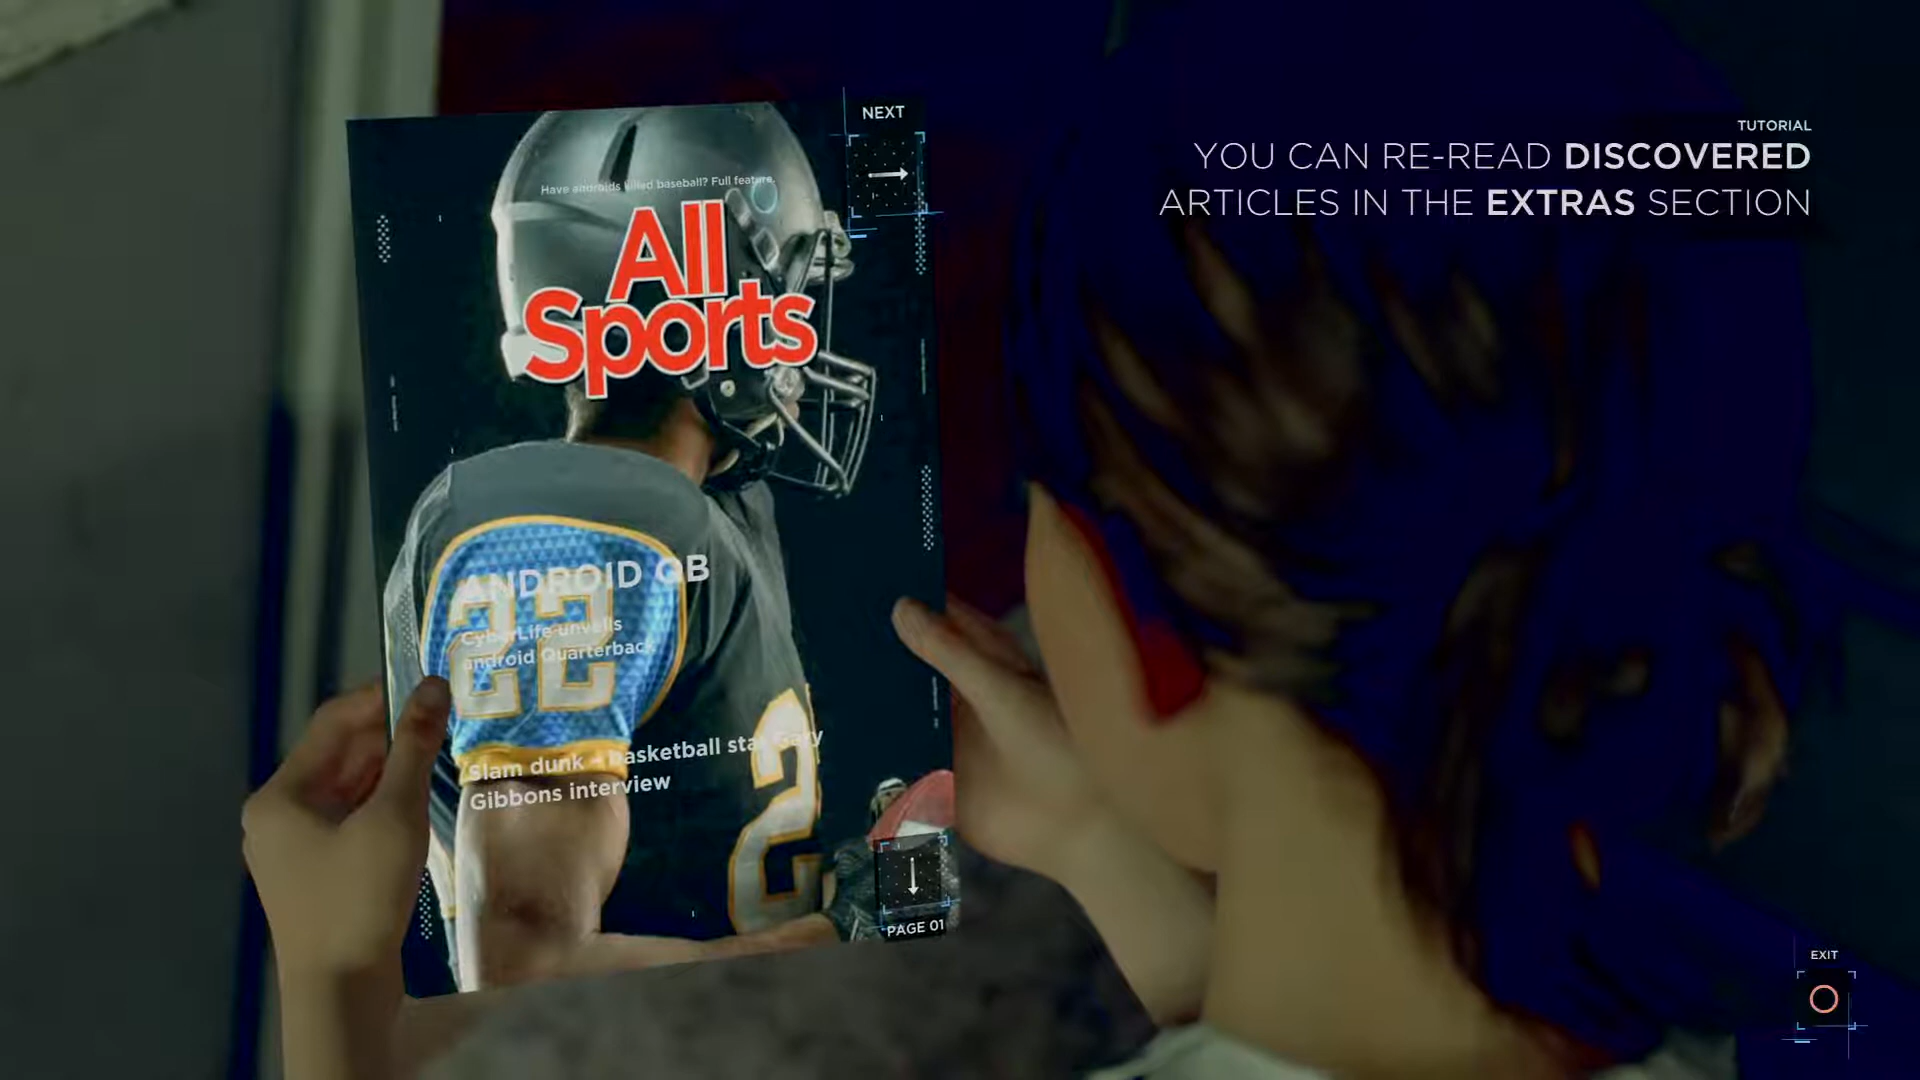 NEXT
TUTORIAL
YOU CAN RE-READ DISCOVERED
ARTICLES IN THE EXTRAS SECTION
Have androids killed baseball? Full feature.
All
Sports
ANDROID QB
22
CyberLife unveils
android Quarterback
Slam dunk - basketball star Gary
Gibbons interview
2
PAGE 01
EXIT